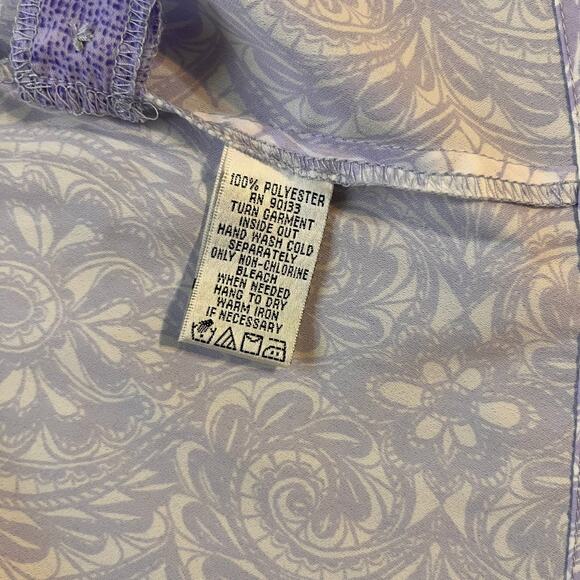 100% POLYESTER
RN 90133
TURN GARMENT
INSIDE OUT
HAND WASH COLD
SEPARATELY
ONLY NON-CHLORINE
BLEACH
WHEN NEEDED
HANG TO DRY
WARM IRON
IF NECESSARY